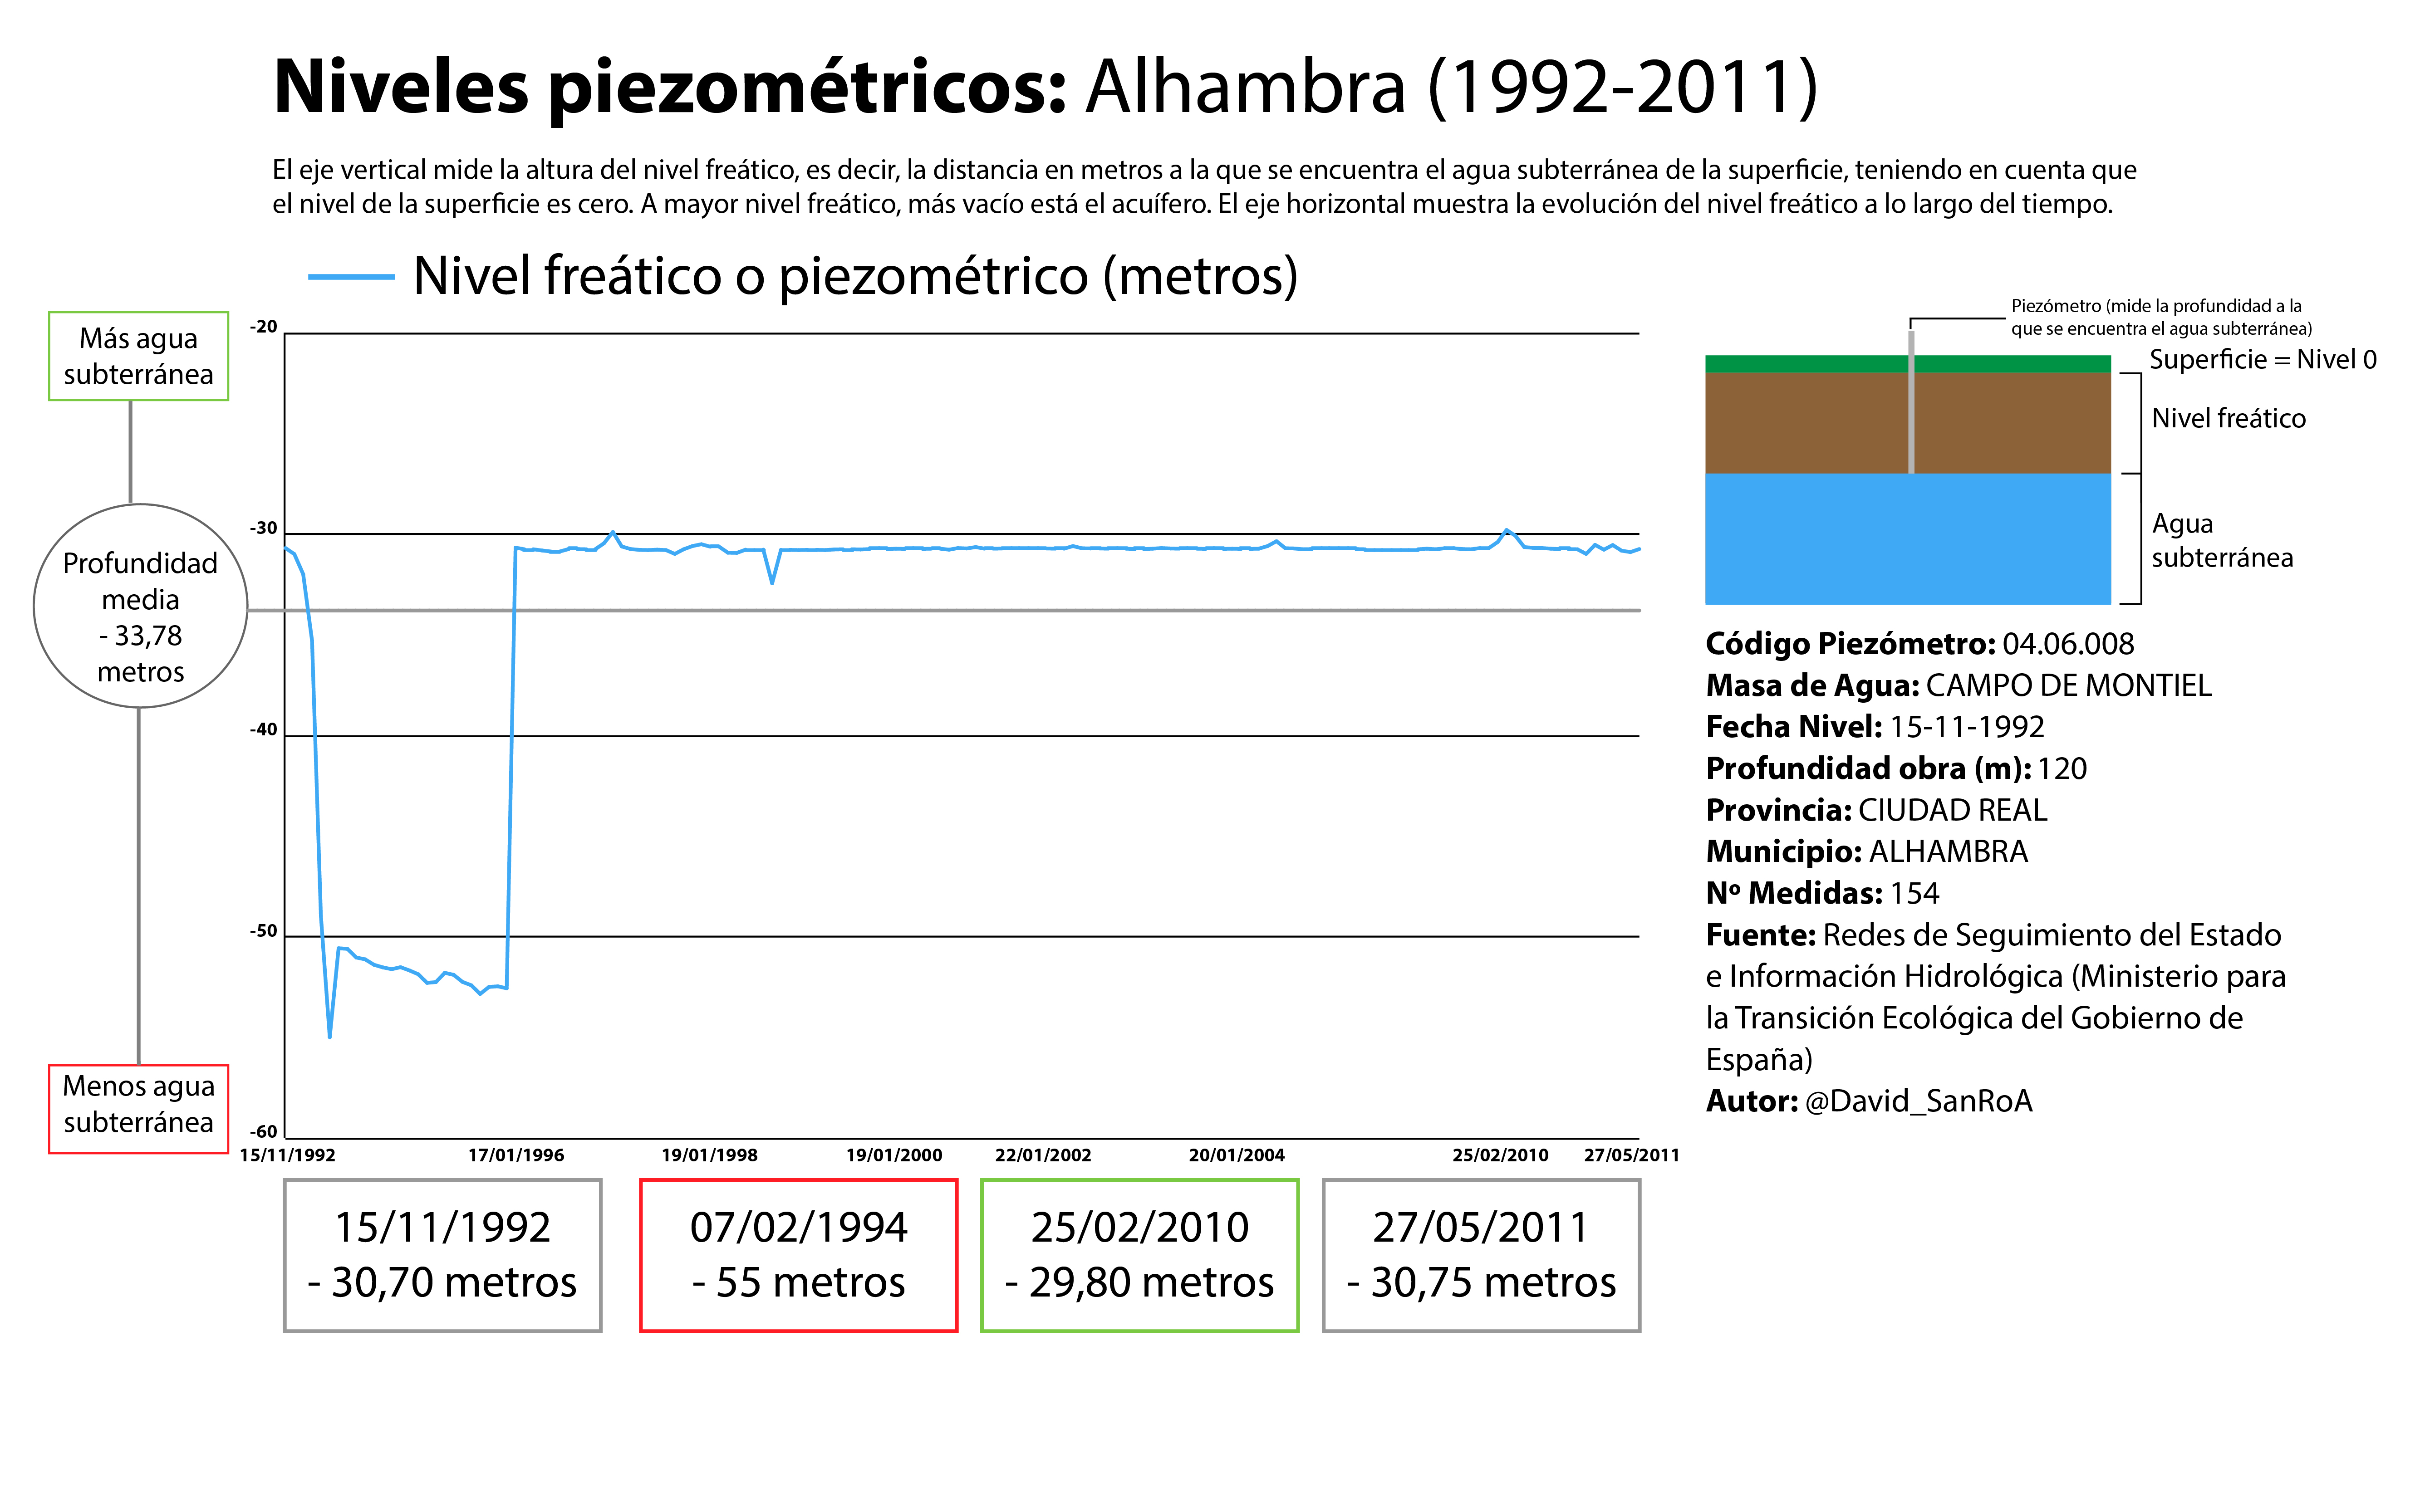 Niveles piezométricos: Alhambra (1992-2011)
El eje vertical mide la altura del nivel freático, es decir, la distancia en metros a la que se encuentra el agua subterránea de la superficie, teniendo en cuenta que
el nivel de la superficie es cero. A mayor nivel freático, más vacío está el acuífero. El eje horizontal muestra la evolución del nivel freático a lo largo del tiempo.
Nivel freático o piezométrico (metros)
Más agua
subterránea
Profundidad
media
- 33,78
metros
Menos agua
subterránea
-20
-30
-40
-50
-60
15/11/1992
17/01/1996
19/01/1998
19/01/2000
22/01/2002
20/01/2004
25/02/2010
27/05/2011
15/11/1992
- 30,70 metros
07/02/1994
- 55 metros
25/02/2010
- 29,80 metros
27/05/2011
- 30,75 metros
Piezómetro (mide la profundidad a la
que se encuentra el agua subterránea)
Superficie = Nivel 0
Nivel freático
Agua
subterránea
Código Piezómetro: 04.06.008
Masa de Agua: CAMPO DE MONTIEL
Fecha Nivel: 15-11-1992
Profundidad obra (m): 120
Provincia: CIUDAD REAL
Municipio: ALHAMBRA
Nº Medidas: 154
Fuente: Redes de Seguimiento del Estado
e Información Hidrológica (Ministerio para
la Transición Ecológica del Gobierno de
España)
Autor: @David_SanRoA